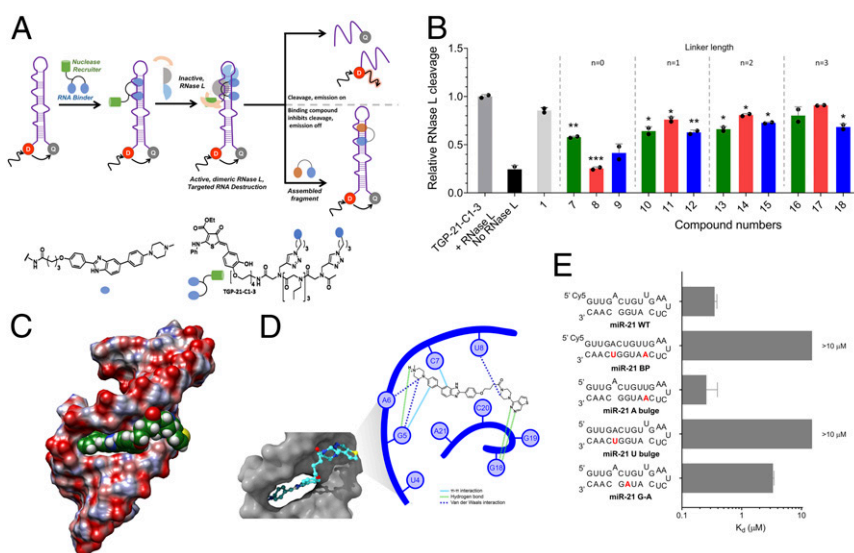 A
Nuclease
Recruiter
RNA Binder
Inactive,
RNase L
Active, dimeric RNase L,
Targeted RNA Destruction
Cleavage, emission on
Binding compound
inhibits cleavage,
emission off
Assembled
fragment
D
Q
D
Q
D
Q
Q
D
D
Q
TGP-21-C1-3
B
Relative RNase L cleavage
1.5
1.0
0.5
0.0
Linker length
n=0
n=1
n=2
n=3
**
***
*
*
**
*
*
*
*
TGP-21-C1-3
+ RNase L
No RNase L
1
7
8
9
10
11
12
13
14
15
16
17
18
Compound numbers
C
D
U8
C7
A6
G5
U4
C20
A21
G19
G18
π-π interaction
Hydrogen bond
Van der Waals interaction
E
5' Cy5
miR-21 WT
5' Cy5
miR-21 BP
miR-21 A bulge
miR-21 U bulge
miR-21 G-A
>10 μM
>10 μM
0.1
1
10
Kd (μM)